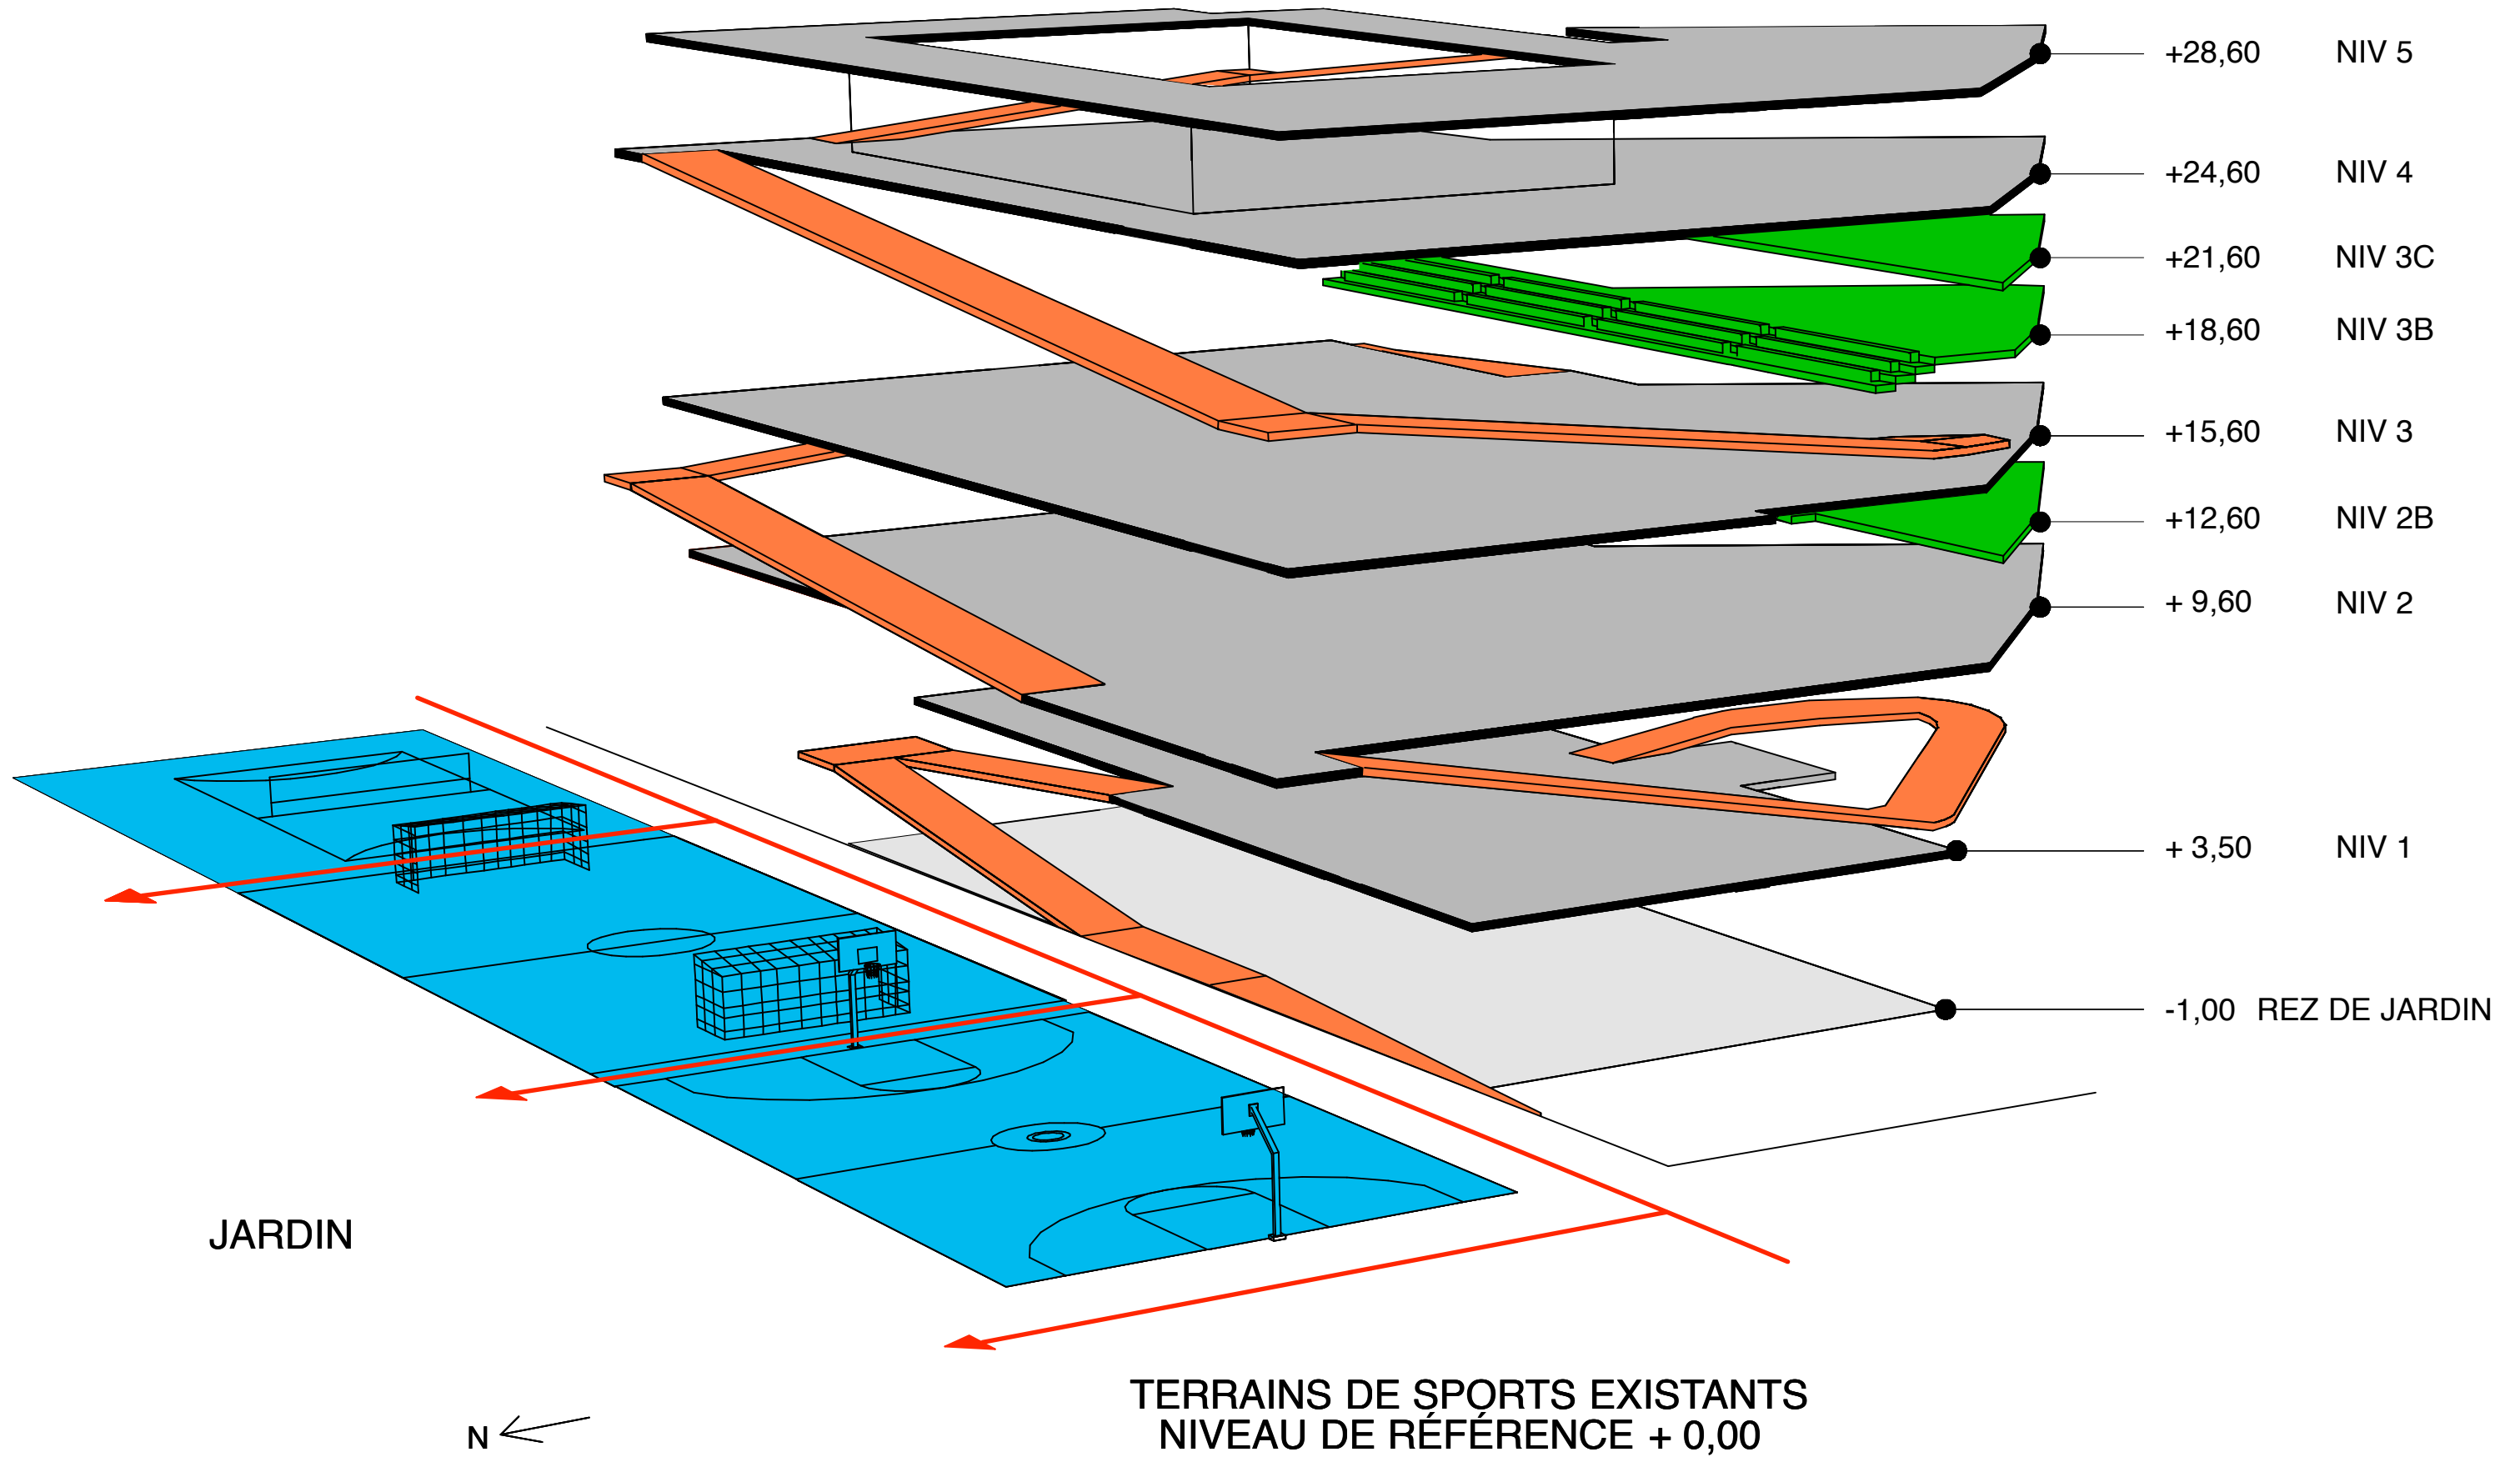 +28,60 NIV 5
+24,60 NIV 4
+21,60 NIV 3C
+18,60 NIV 3B
+15,60 NIV 3
+12,60 NIV 2B
+ 9,60 NIV 2
+ 3,50 NIV 1
-1,00 REZ DE JARDIN
JARDIN
TERRAINS DE SPORTS EXISTANTS
NIVEAU DE RÉFÉRENCE + 0,00
N